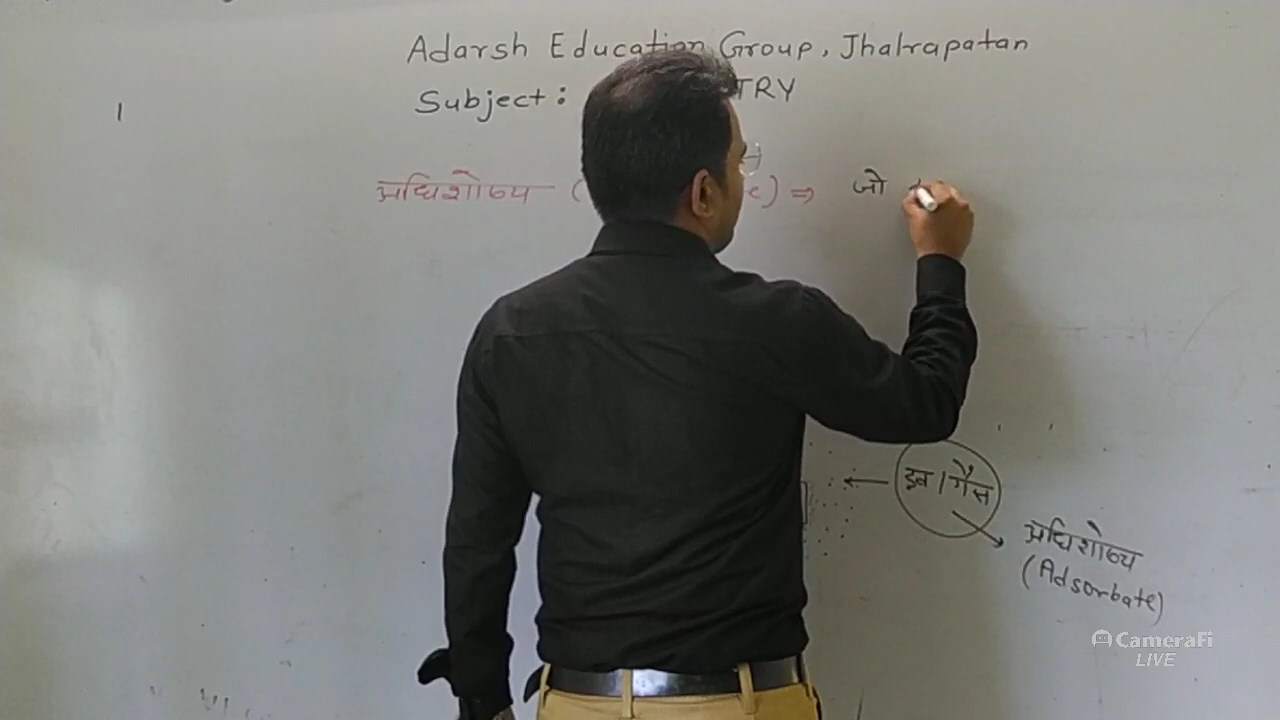 Adarsh Education Group, Jhalrapatan
Subject : TRY
अधिशोष्य ( e) ⇒ जो
द्रव / गैस
अधिशोष्य
(Adsorbate)
CameraFi
LIVE